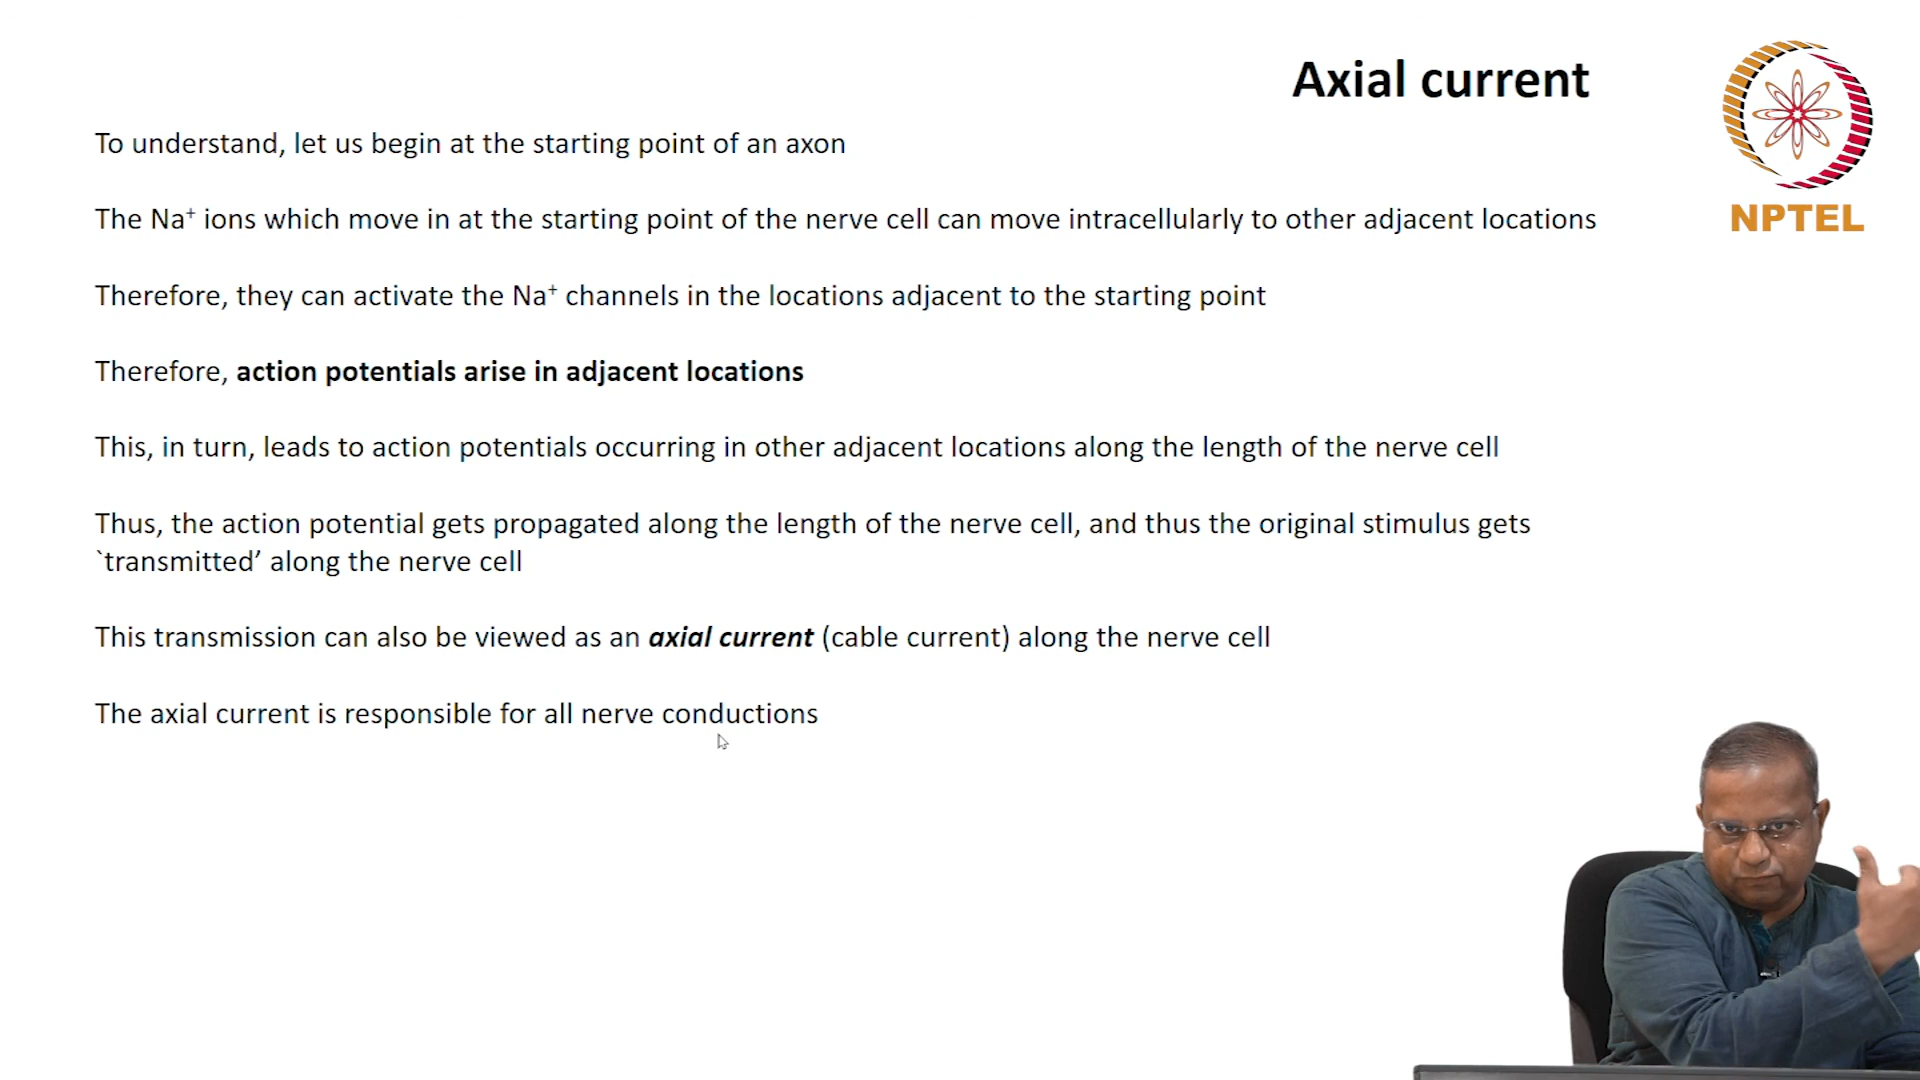 Axial current
NPTEL
To understand, let us begin at the starting point of an axon
The Na⁺ ions which move in at the starting point of the nerve cell can move intracellularly to other adjacent locations
Therefore, they can activate the Na⁺ channels in the locations adjacent to the starting point
Therefore, action potentials arise in adjacent locations
This, in turn, leads to action potentials occurring in other adjacent locations along the length of the nerve cell
Thus, the action potential gets propagated along the length of the nerve cell, and thus the original stimulus gets
`transmitted’ along the nerve cell
This transmission can also be viewed as an axial current (cable current) along the nerve cell
The axial current is responsible for all nerve conductions